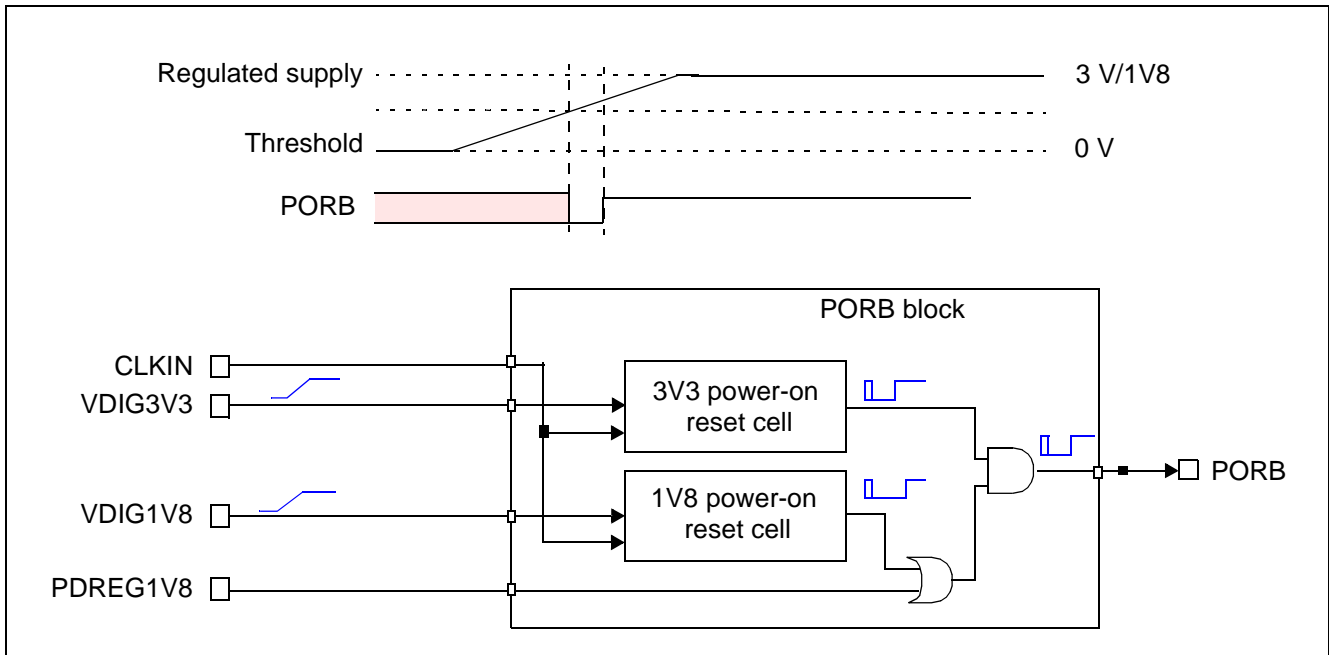 Regulated supply
3 V/1V8
Threshold
0 V
PORB
PORB block
CLKIN
VDIG3V3
3V3 power-on
reset cell
PORB
VDIG1V8
1V8 power-on
reset cell
PDREG1V8